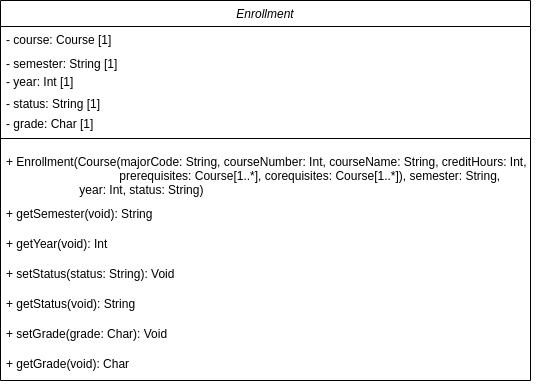 Enrollment
- course: Course [1]
- semester: String [1]
- year: Int [1]
- status: String [1]
- grade: Char [1]
+ Enrollment(Course(majorCode: String, courseNumber: Int, courseName: String, creditHours: Int,
prerequisites: Course[1..*], corequisites: Course[1..*]), semester: String,
year: Int, status: String)
+ getSemester(void): String
+ getYear(void): Int
+ setStatus(status: String): Void
+ getStatus(void): String
+ setGrade(grade: Char): Void
+ getGrade(void): Char